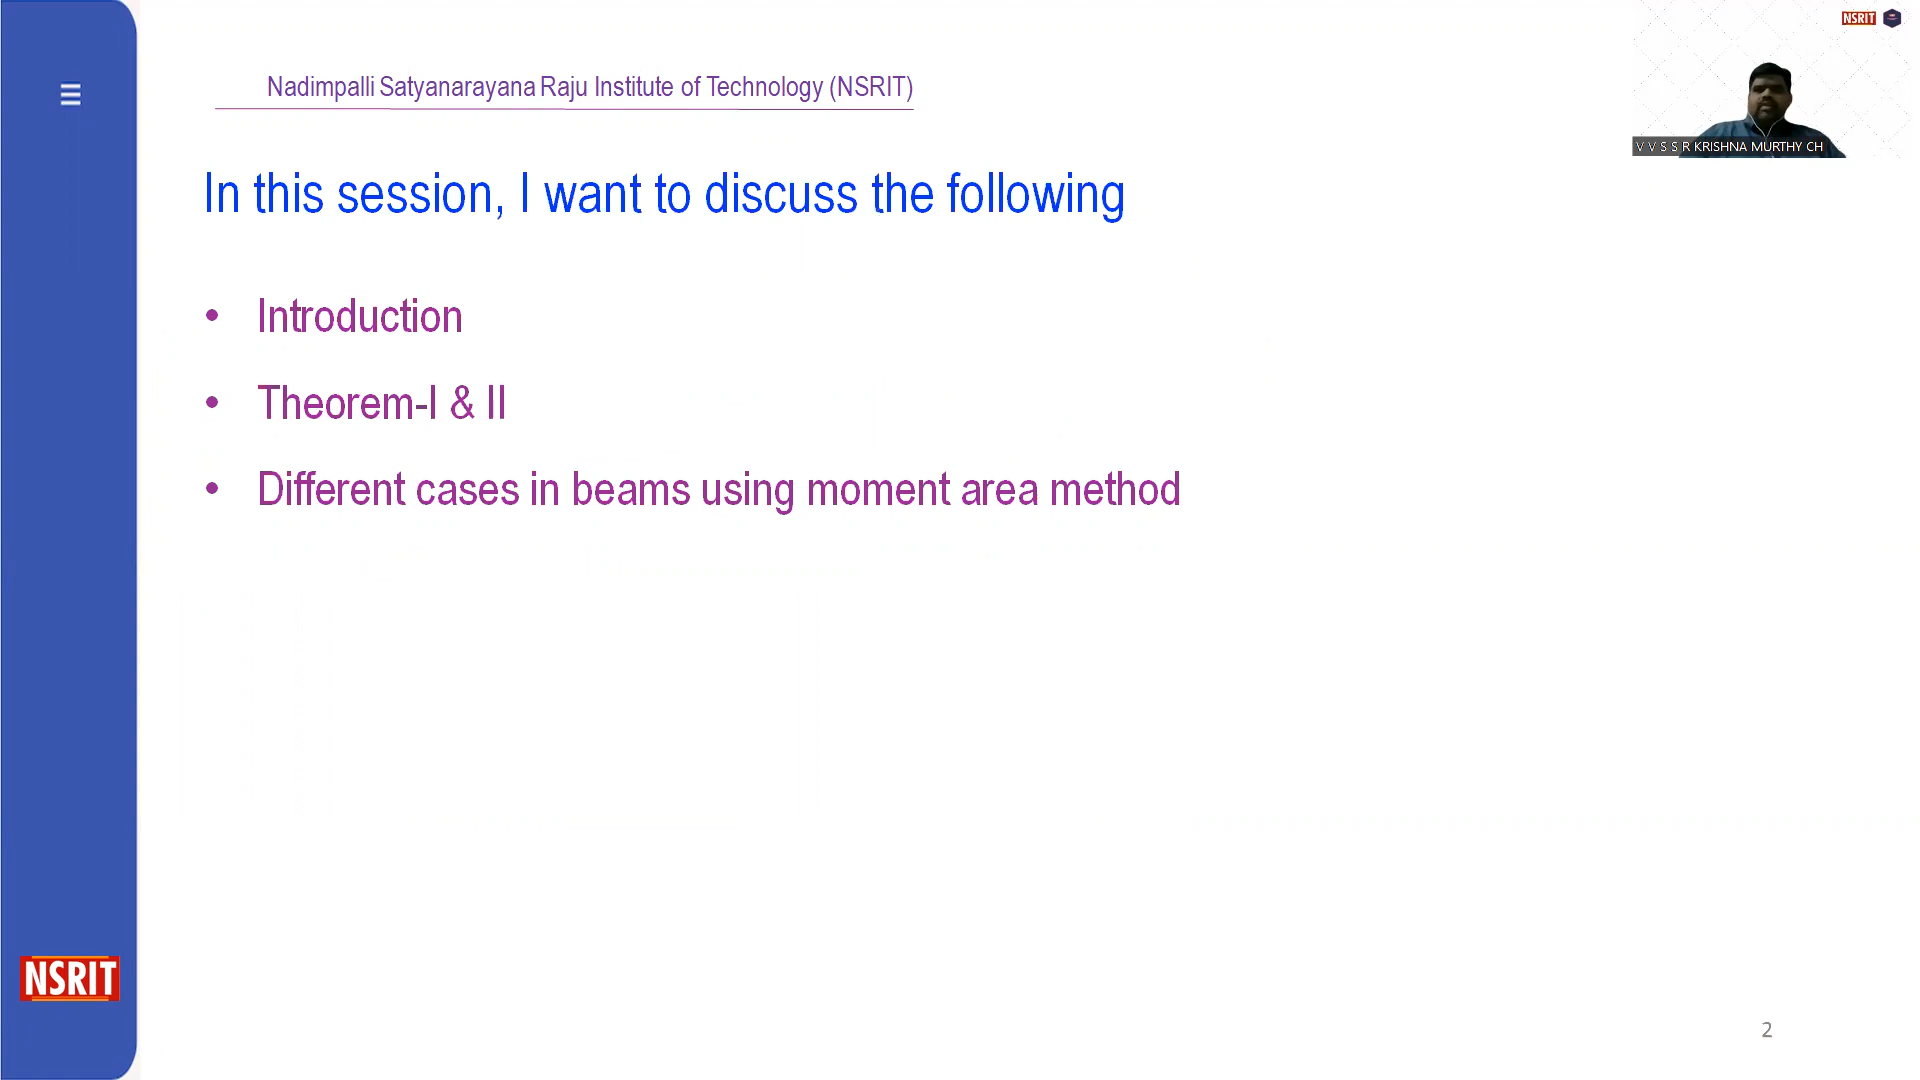 NSRIT
Nadimpalli Satyanarayana Raju Institute of Technology (NSRIT)
V V S S R KRISHNA MURTHY CH
In this session, I want to discuss the following
• Introduction
• Theorem-I & II
• Different cases in beams using moment area method
NSRIT
2